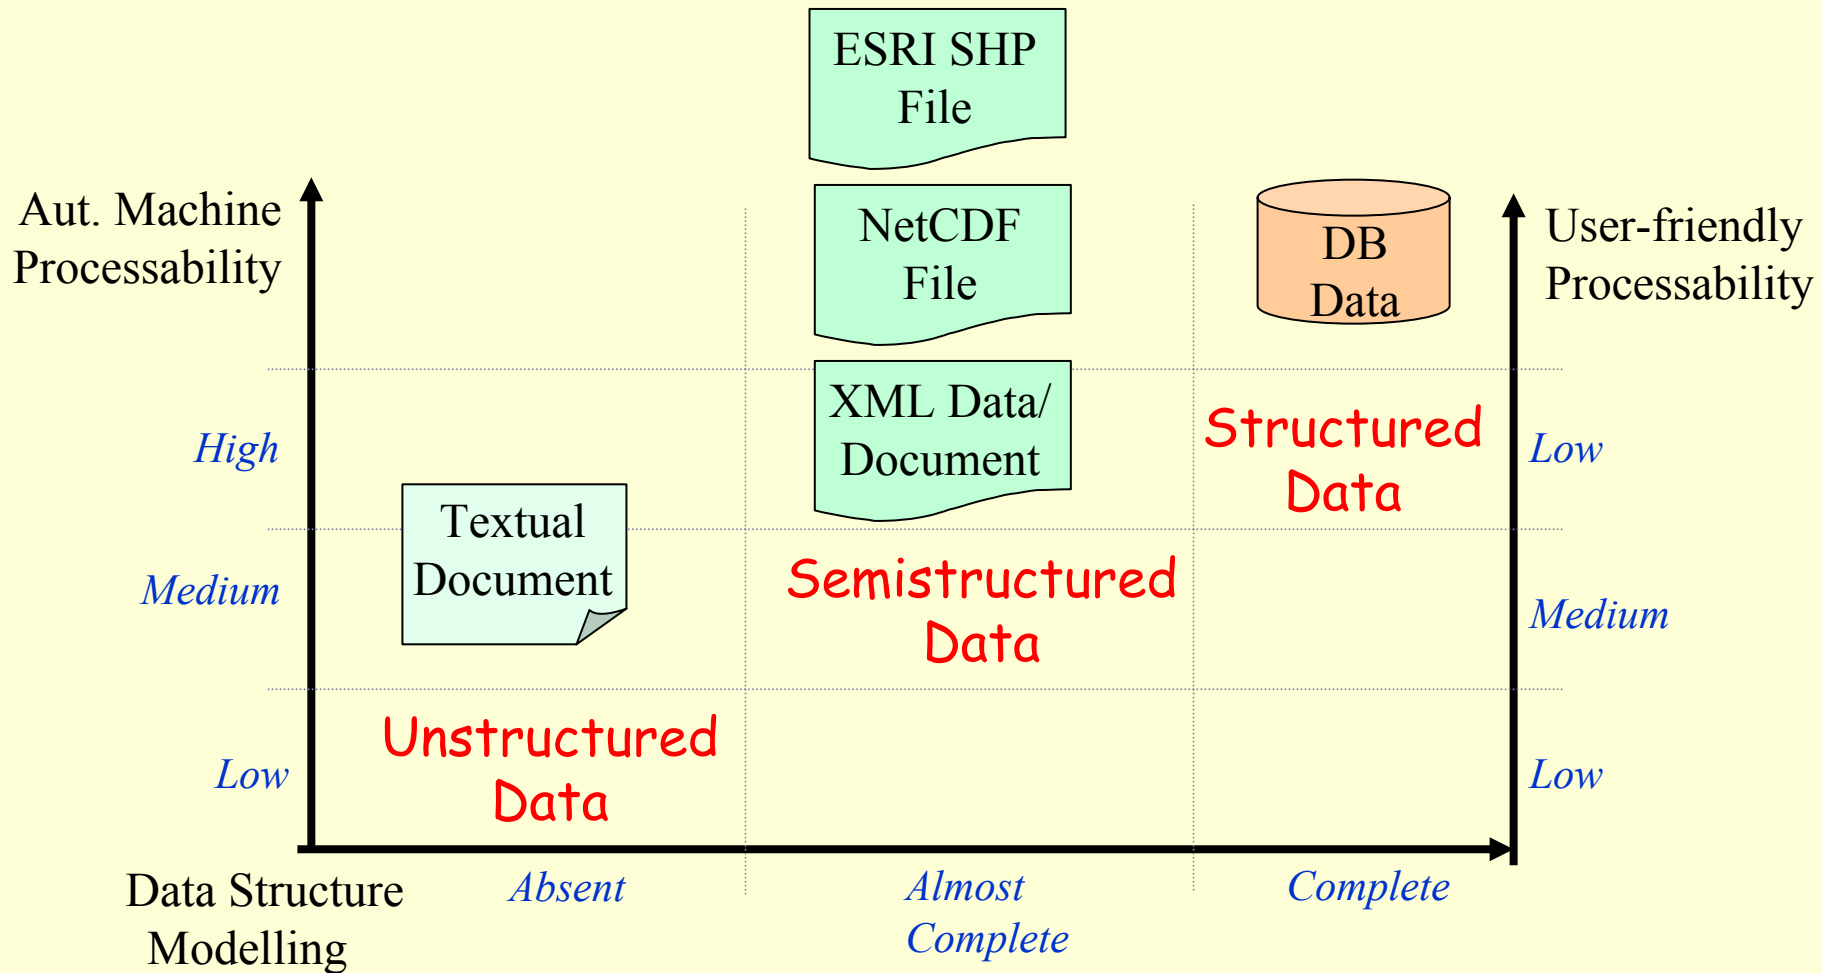 ESRI SHP
File
Aut. Machine
Processability
NetCDF
File
DB
Data
User-friendly
Processability
XML Data/
Document
Structured
Data
High
Low
Textual
Document
Semistructured
Data
Medium
Medium
Unstructured
Data
Low
Low
Data Structure
Modelling
Absent
Almost
Complete
Complete